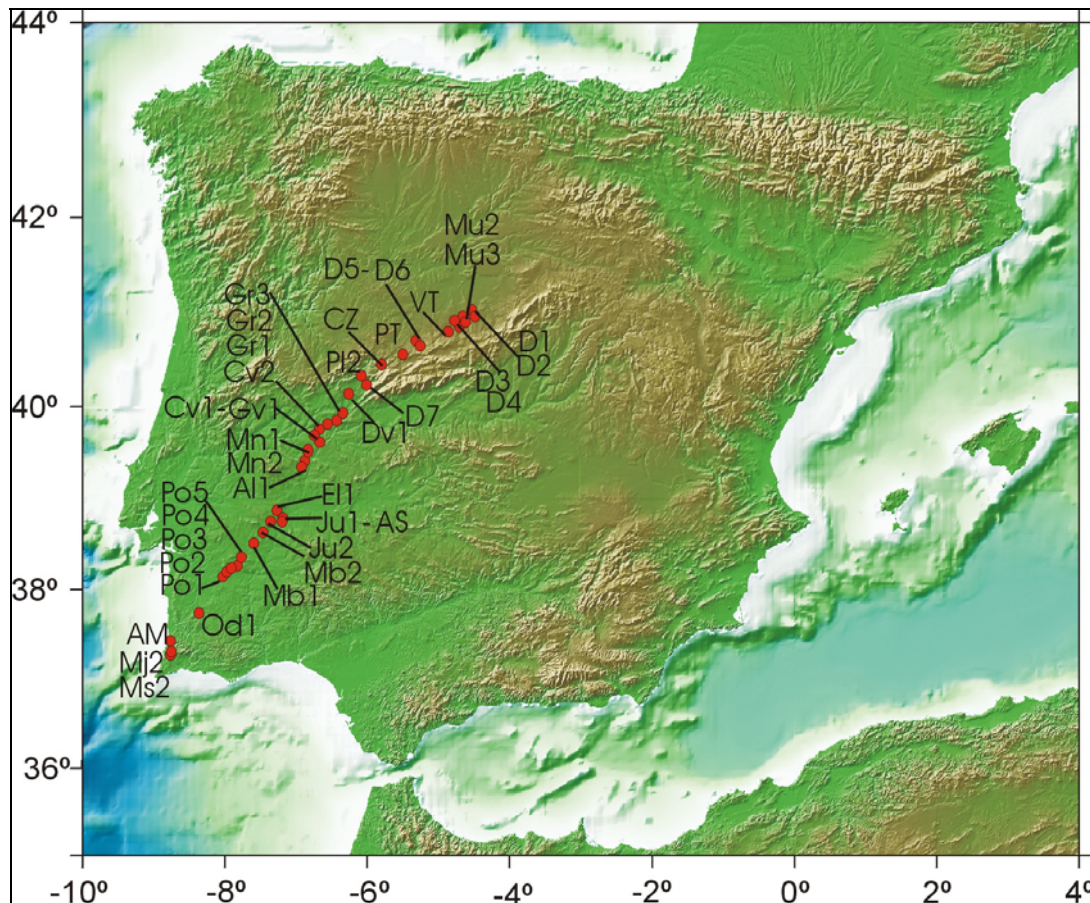 44º
42º
40º
38º
36º
Mu2
Mu3
D5-D6
VT
Gr3
Gr2
Gr1
CZ
PT
Pl2
Cv2
Cv1-Gv1
Mn1
Mn2
Al1
D1
D2
D3
D4
D7
Dv1
Po5
Po4
Po3
Po2
Po1
El1
Ju1-AS
Ju2
Mb2
Mb1
Od1
AM
Mj2
Ms2
-10º -8º -6º -4º -2º 0º 2º 4º